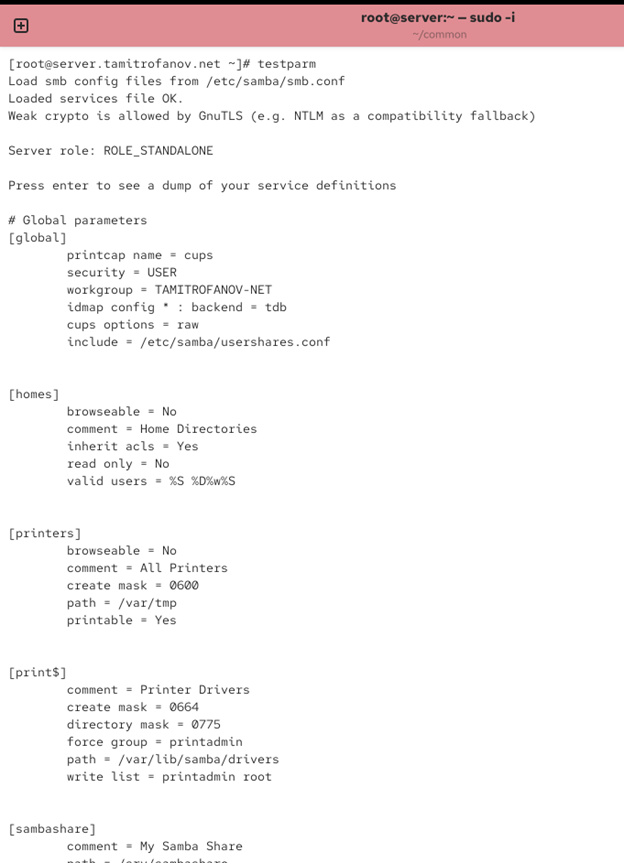 root@server:~ — sudo -i
~/common
[root@server.tamitrofanov.net ~]# testparm
Load smb config files from /etc/samba/smb.conf
Loaded services file OK.
Weak crypto is allowed by GnuTLS (e.g. NTLM as a compatibility fallback)
Server role: ROLE_STANDALONE
Press enter to see a dump of your service definitions
# Global parameters
[global]
printcap name = cups
security = USER
workgroup = TAMITROFANOV-NET
idmap config * : backend = tdb
cups options = raw
include = /etc/samba/usershares.conf
[homes]
browseable = No
comment = Home Directories
inherit acls = Yes
read only = No
valid users = %S %D%w%S
[printers]
browseable = No
comment = All Printers
create mask = 0600
path = /var/tmp
printable = Yes
[print$]
comment = Printer Drivers
create mask = 0664
directory mask = 0775
force group = printadmin
path = /var/lib/samba/drivers
write list = printadmin root
[sambashare]
comment = My Samba Share
path = /srv/sambashare